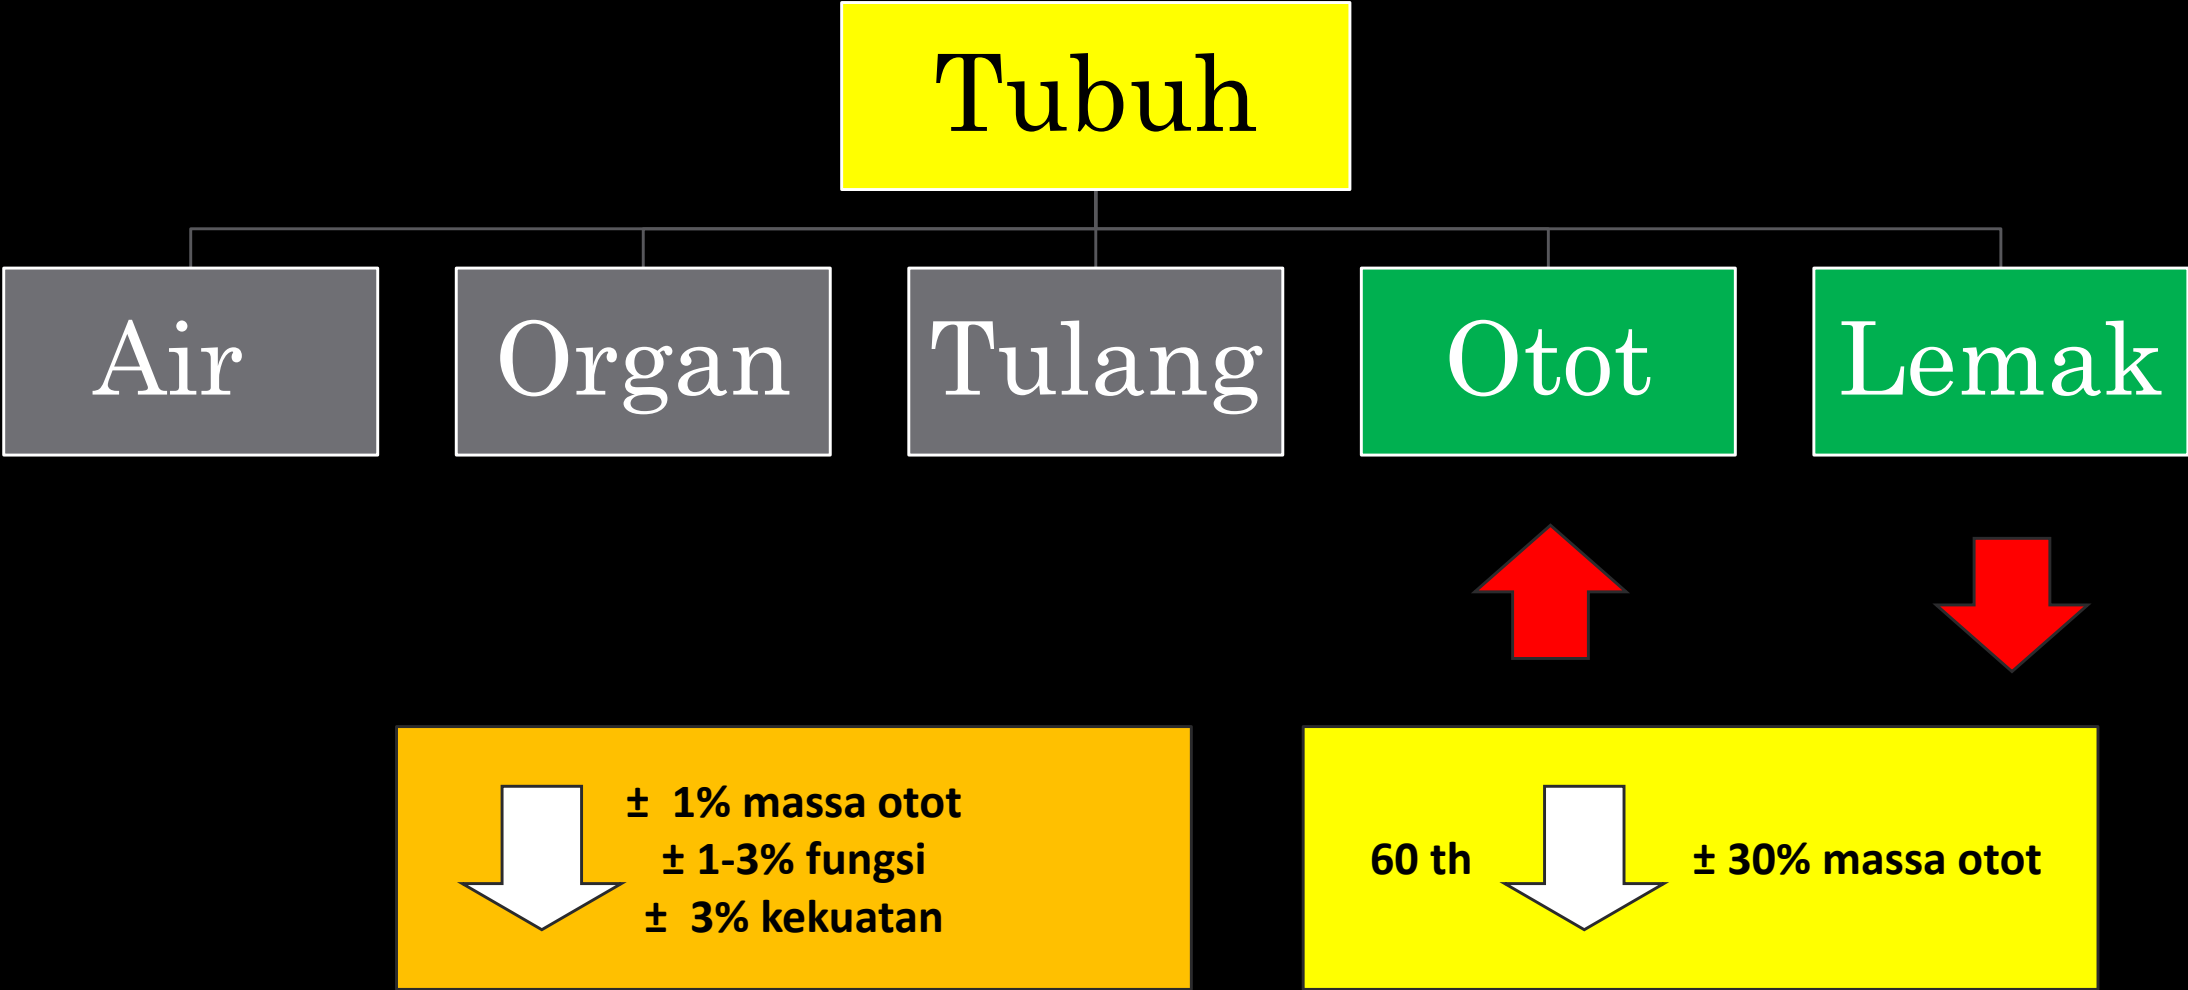 Tubuh
Air
Organ
Tulang
Otot
Lemak
± 1% massa otot
± 1-3% fungsi
± 3% kekuatan
60 th
± 30% massa otot